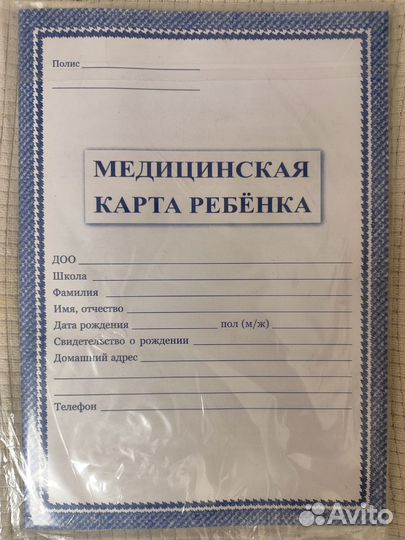 Полис
МЕДИЦИНСКАЯ
КАРТА РЕБЁНКА
ДОО
Школа
Фамилия
Имя, отчество
Дата рождения пол (м/ж)
Свидетельство о рождении
Домашний адрес
Телефон
Avito